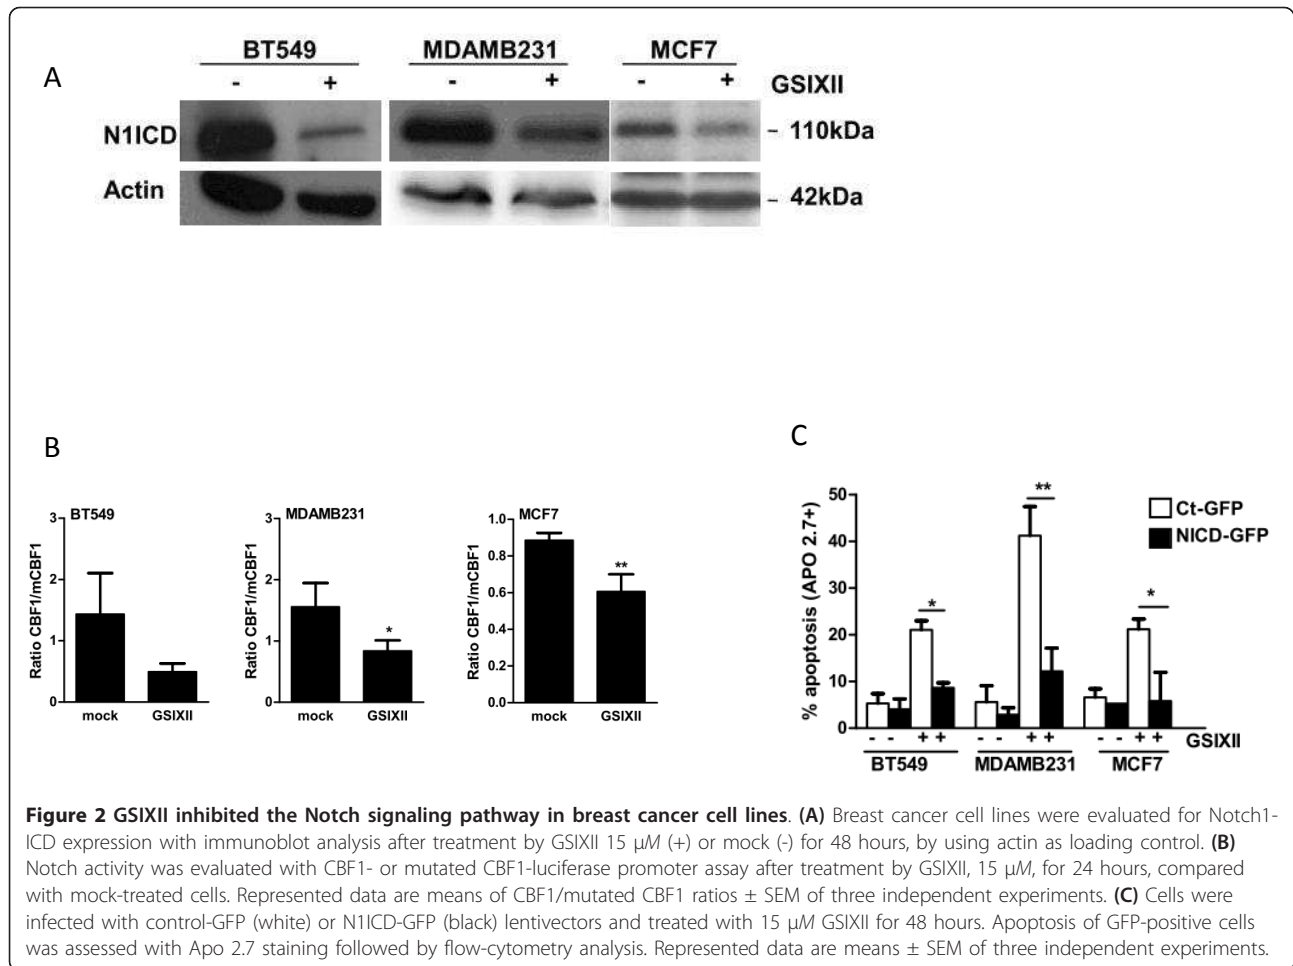 A
BT549 MDAMB231 MCF7
- + - + - + GSIXII
N1ICD - 110kDa
Actin - 42kDa
B
BT549
Ratio CBF1/mCBF1
3
2
1
0
mock GSIXII
MDAMB231
Ratio CBF1/mCBF1
3
2
1
0
*
mock GSIXII
MCF7
Ratio CBF1/mCBF1
1.0
0.8
0.6
0.4
0.2
0.0
**
mock GSIXII
C
% apoptosis (APO 2.7+)
50
40
30
20
10
0
* ** *
Ct-GFP
NICD-GFP
- - + + - - + + - - + + GSIXII
BT549 MDAMB231 MCF7
Figure 2 GSIXII inhibited the Notch signaling pathway in breast cancer cell lines. (A) Breast cancer cell lines were evaluated for Notch1-
ICD expression with immunoblot analysis after treatment by GSIXII 15 μM (+) or mock (-) for 48 hours, by using actin as loading control. (B)
Notch activity was evaluated with CBF1- or mutated CBF1-luciferase promoter assay after treatment by GSIXII, 15 μM, for 24 hours, compared
with mock-treated cells. Represented data are means of CBF1/mutated CBF1 ratios ± SEM of three independent experiments. (C) Cells were
infected with control-GFP (white) or N1ICD-GFP (black) lentivectors and treated with 15 μM GSIXII for 48 hours. Apoptosis of GFP-positive cells
was assessed with Apo 2.7 staining followed by flow-cytometry analysis. Represented data are means ± SEM of three independent experiments.